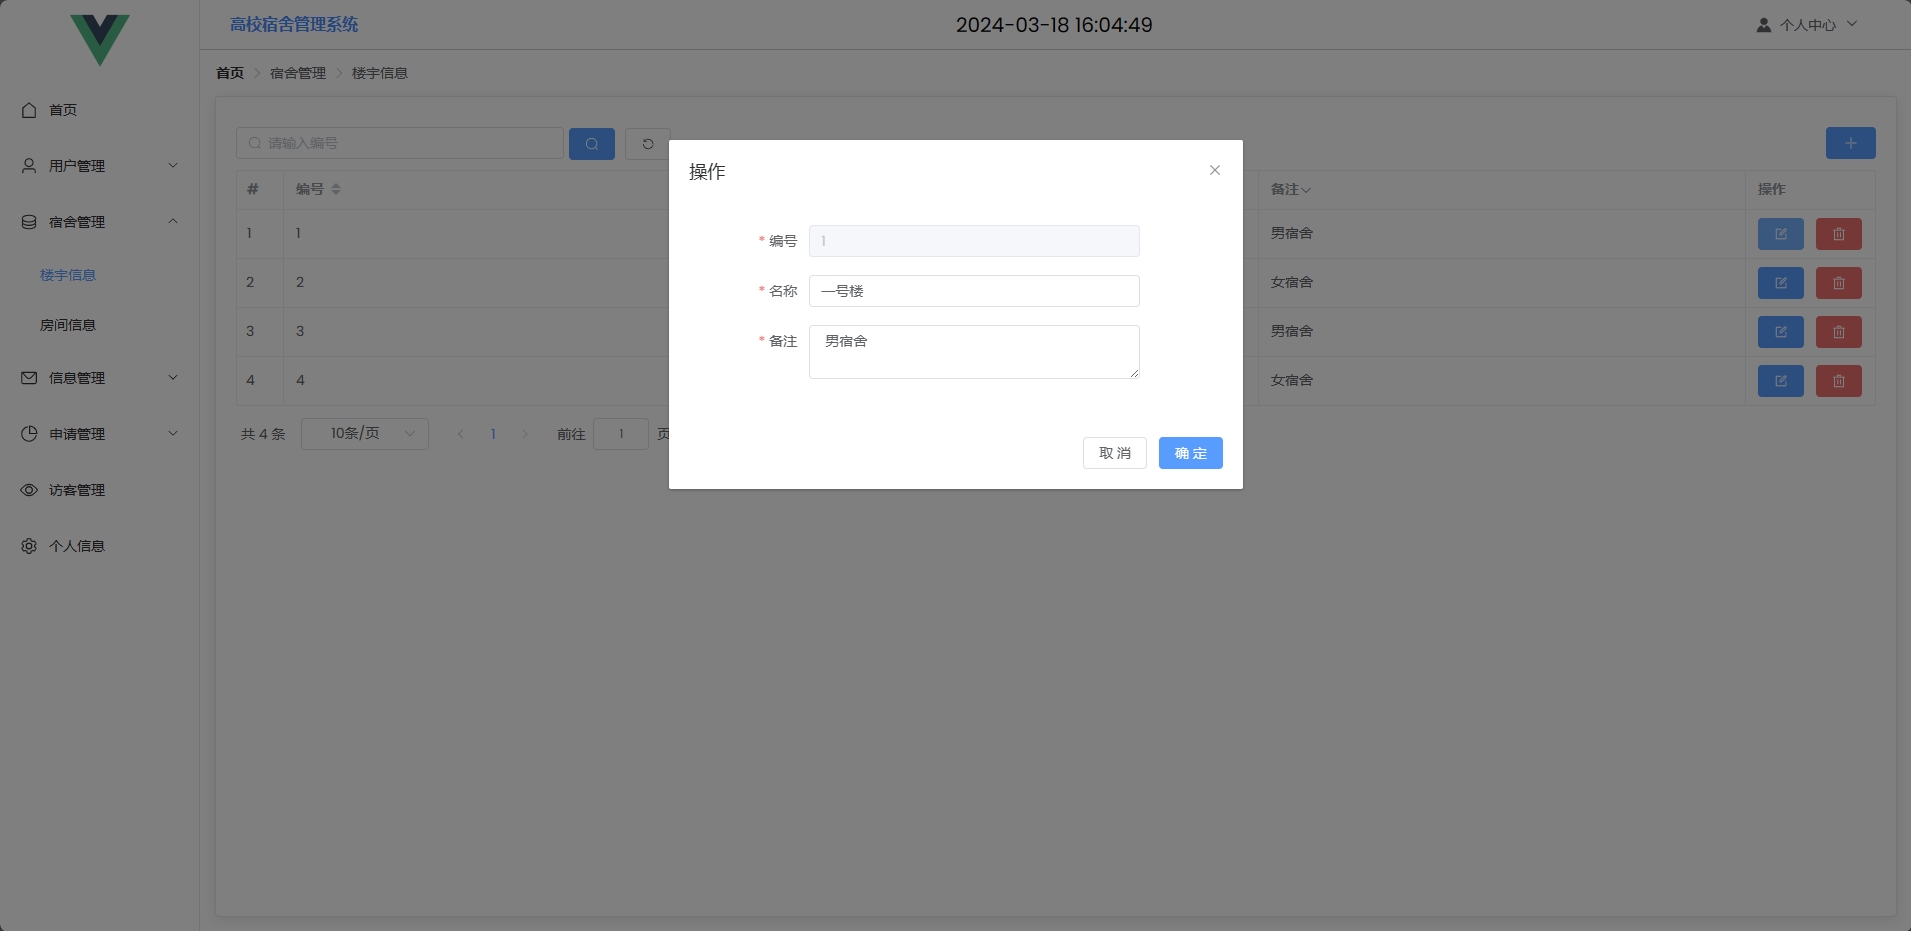 高校宿舍管理系统
2024-03-18 16:04:49
个人中心
首页
用户管理
宿舍管理
楼宇信息
房间信息
信息管理
申请管理
访客管理
个人信息
首页 宿舍管理 楼宇信息
请输入编号
# 编号 备注 操作
1 1 男宿舍
2 2 女宿舍
3 3 男宿舍
4 4 女宿舍
共 4 条 10条/页 1 前往 1 页
操作
* 编号 1
* 名称 一号楼
* 备注 男宿舍
取 消 确 定